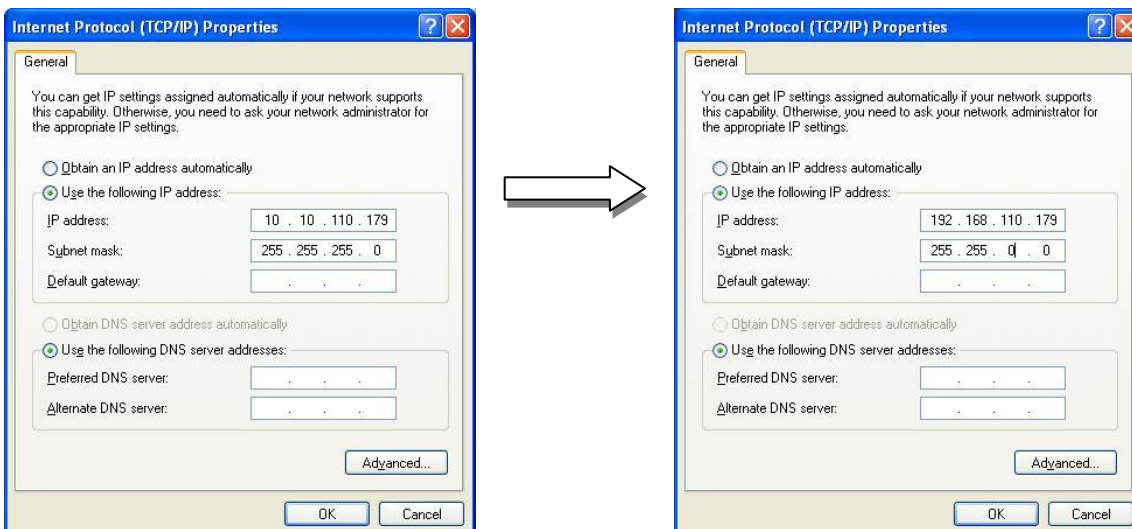 Internet Protocol (TCP/IP) Properties
General
You can get IP settings assigned automatically if your network supports
this capability. Otherwise, you need to ask your network administrator for
the appropriate IP settings.
Obtain an IP address automatically
Use the following IP address:
IP address: 10 . 10 . 110 . 179
Subnet mask: 255 . 255 . 255 . 0
Default gateway: . . .
Obtain DNS server address automatically
Use the following DNS server addresses:
Preferred DNS server: . . .
Alternate DNS server: . . .
Advanced...
OK Cancel
Internet Protocol (TCP/IP) Properties
General
You can get IP settings assigned automatically if your network supports
this capability. Otherwise, you need to ask your network administrator for
the appropriate IP settings.
Obtain an IP address automatically
Use the following IP address:
IP address: 192 . 168 . 110 . 179
Subnet mask: 255 . 255 . 0 . 0
Default gateway: . . .
Obtain DNS server address automatically
Use the following DNS server addresses:
Preferred DNS server: . . .
Alternate DNS server: . . .
Advanced...
OK Cancel